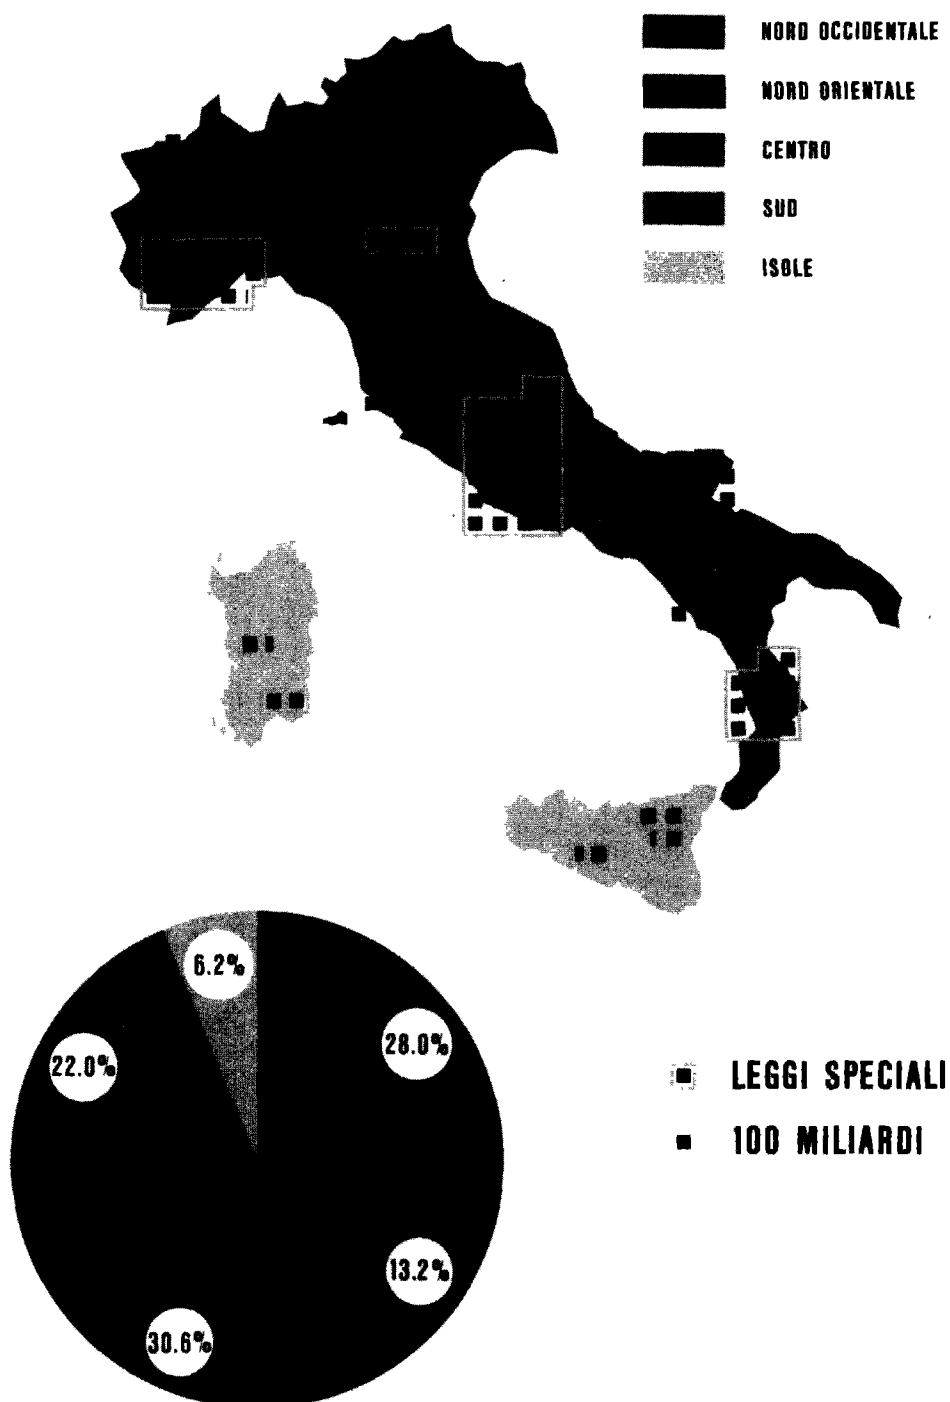 NORD OCCIDENTALE
NORD ORIENTALE
CENTRO
SUD
ISOLE
6.2%
28.0%
22.0%
13.2%
30.6%
LEGGI SPECIALI
100 MILIARDI